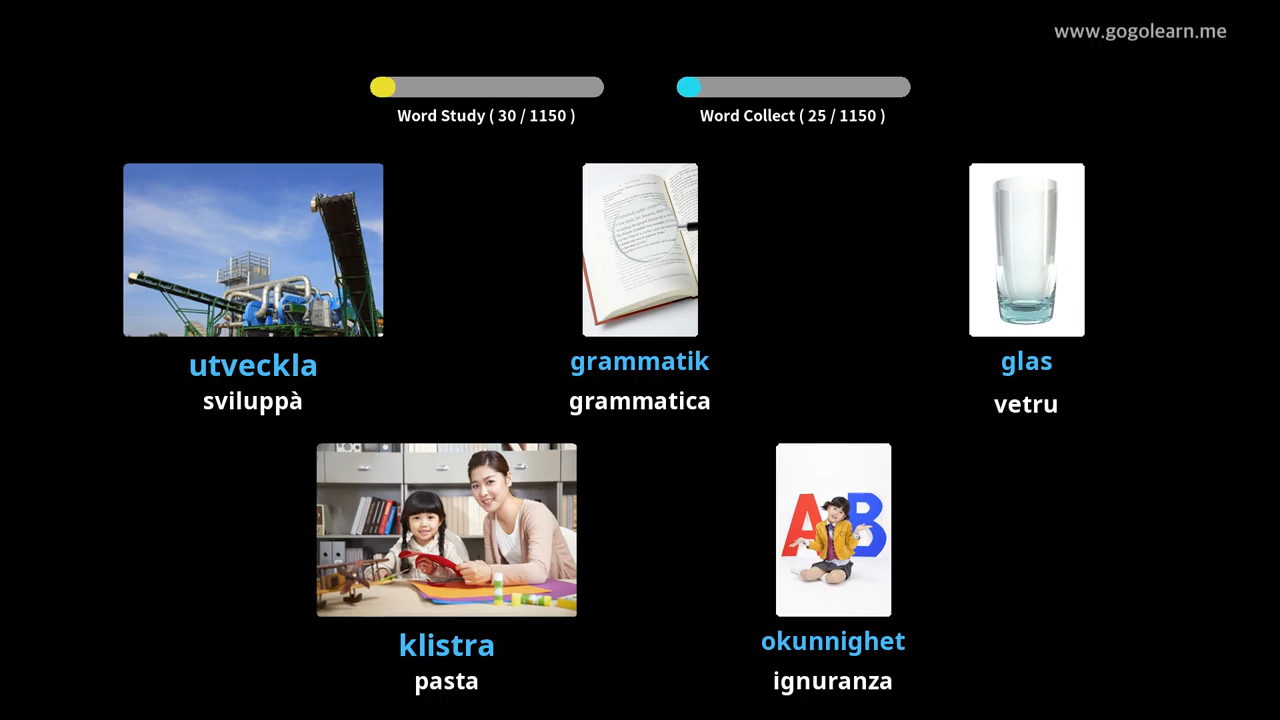 www.gogolearn.me
Word Study ( 30 / 1150 )
Word Collect ( 25 / 1150 )
utveckla
sviluppà
grammatik
grammatica
glas
vetru
klistra
pasta
A B
okunnighet
ignuranza